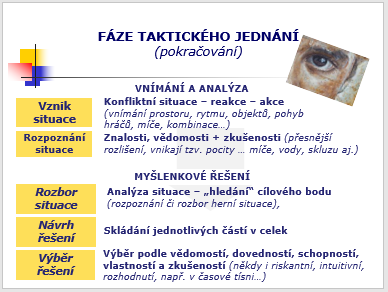 FÁZE TAKTICKÉHO JEDNÁNÍ
(pokračování)
VNÍMÁNÍ A ANALÝZA
Vznik
situace
Konfliktní situace – reakce – akce
(vnímání prostoru, rytmu, objektů, pohyb
hráčů, míče, kombinace…)
Rozpoznání
situace
Znalosti, vědomosti + zkušenosti (přesnější
rozlišení, vnikají tzv. pocity … míče, vody, skluzu aj.)
MYŠLENKOVÉ ŘEŠENÍ
Rozbor
situace
Analýza situace – „hledání“ cílového bodu
(rozpoznání či rozbor herní situace),
Návrh
řešení
Skládání jednotlivých částí v celek
Výběr
řešení
Výběr podle vědomostí, dovedností, schopností,
vlastností a zkušeností (někdy i riskantní, intuitivní,
rozhodnutí, např. v časové tísni…)